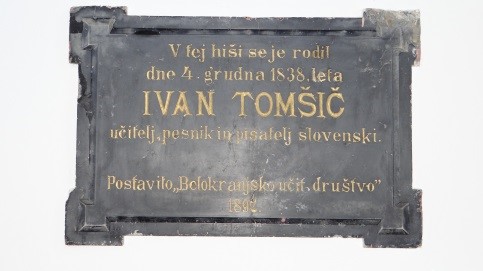 V tej hiši se je rodil
dne 4. grudna 1838. leta
IVAN TOMŠIČ
učitelj, pesnik in pisatelj slovenski.
Postavilo „Belokranjsko učit. društvo"